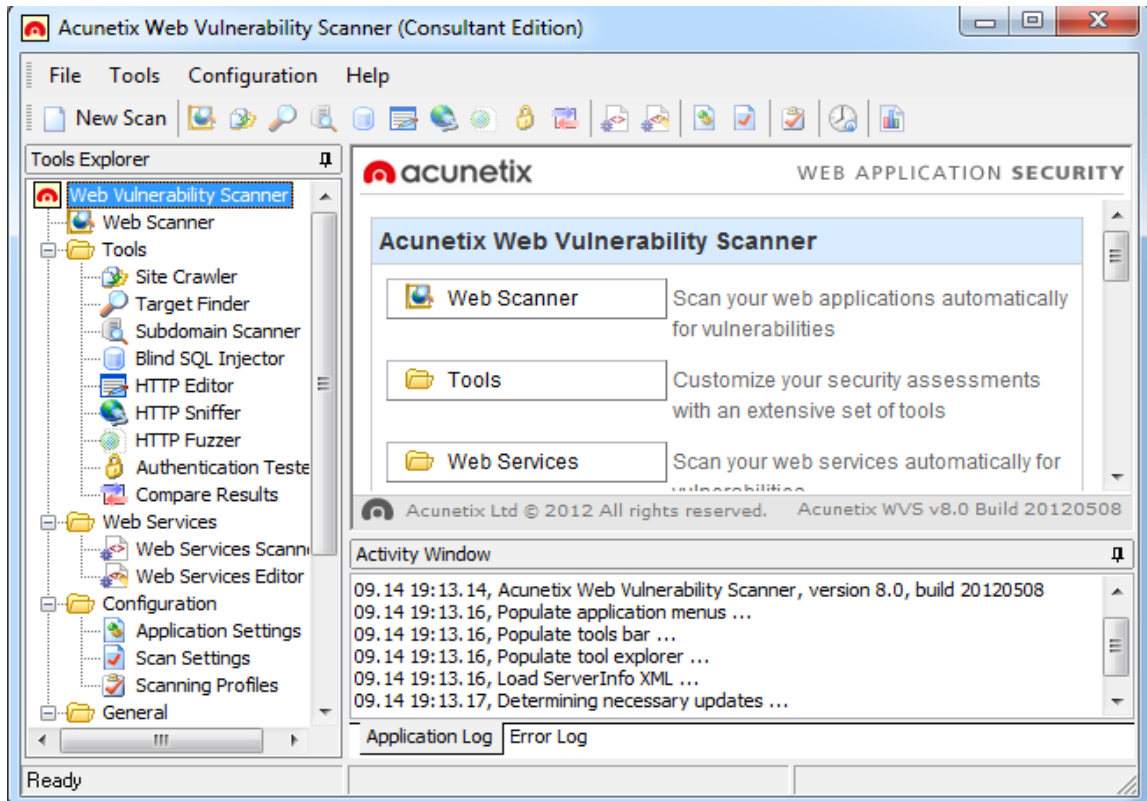 Acunetix Web Vulnerability Scanner (Consultant Edition)
File Tools Configuration Help
New Scan
Tools Explorer
Web Vulnerability Scanner
Web Scanner
Tools
Site Crawler
Target Finder
Subdomain Scanner
Blind SQL Injector
HTTP Editor
HTTP Sniffer
HTTP Fuzzer
Authentication Teste
Compare Results
Web Services
Web Services Scann
Web Services Editor
Configuration
Application Settings
Scan Settings
Scanning Profiles
General
acunetix WEB APPLICATION SECURITY
Acunetix Web Vulnerability Scanner
Web Scanner Scan your web applications automatically
for vulnerabilities
Tools Customize your security assessments
with an extensive set of tools
Web Services Scan your web services automatically for
vulnerabilities
Acunetix Ltd © 2012 All rights reserved. Acunetix WVS v8.0 Build 20120508
Activity Window
09.14 19:13.14, Acunetix Web Vulnerability Scanner, version 8.0, build 20120508
09.14 19:13.16, Populate application menus ...
09.14 19:13.16, Populate tools bar ...
09.14 19:13.16, Populate tool explorer ...
09.14 19:13.16, Load ServerInfo XML ...
09.14 19:13.17, Determining necessary updates ...
Application Log Error Log
Ready